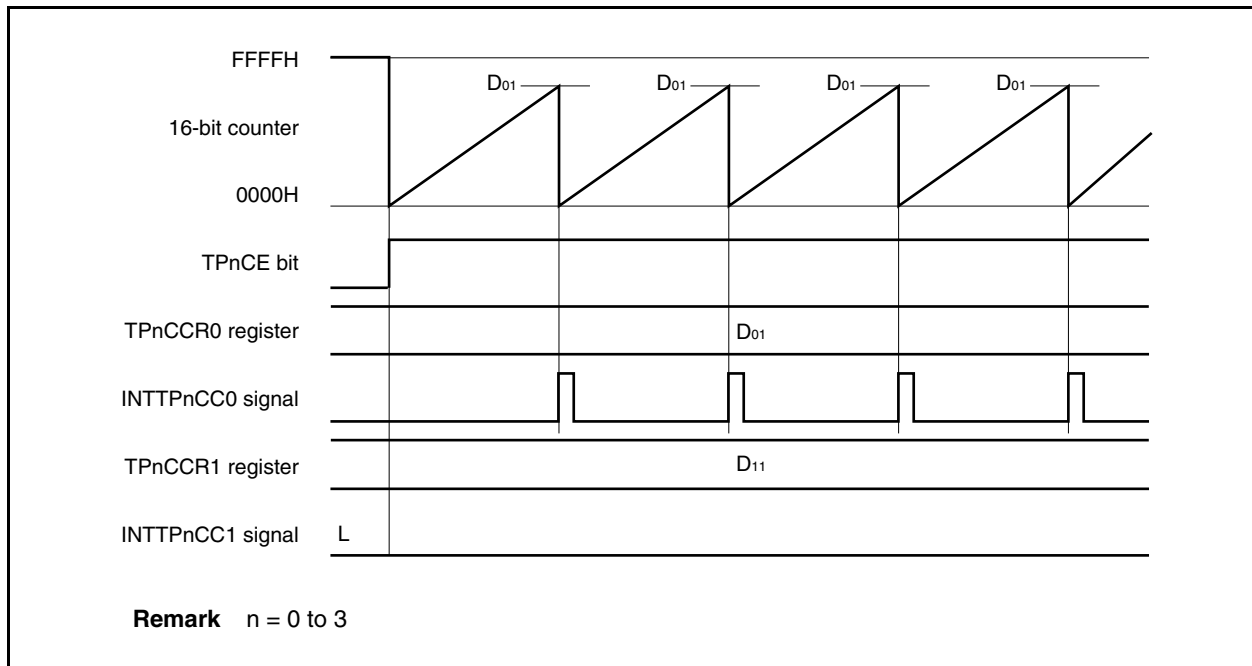 FFFFH
D01 D01 D01 D01
16-bit counter
0000H
TPnCE bit
TPnCCR0 register D01
INTTPnCC0 signal
TPnCCR1 register D11
INTTPnCC1 signal L
Remark n = 0 to 3